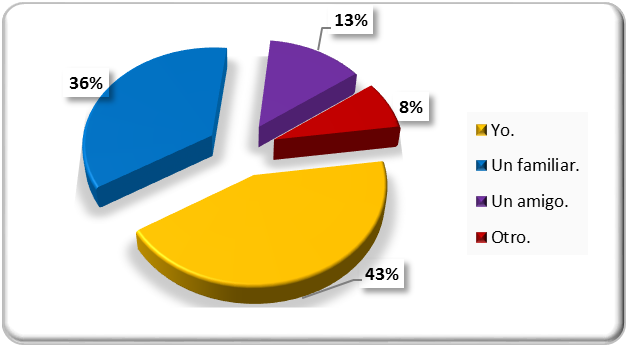 13%
36%
8%
43%
Yo.
Un familiar.
Un amigo.
Otro.